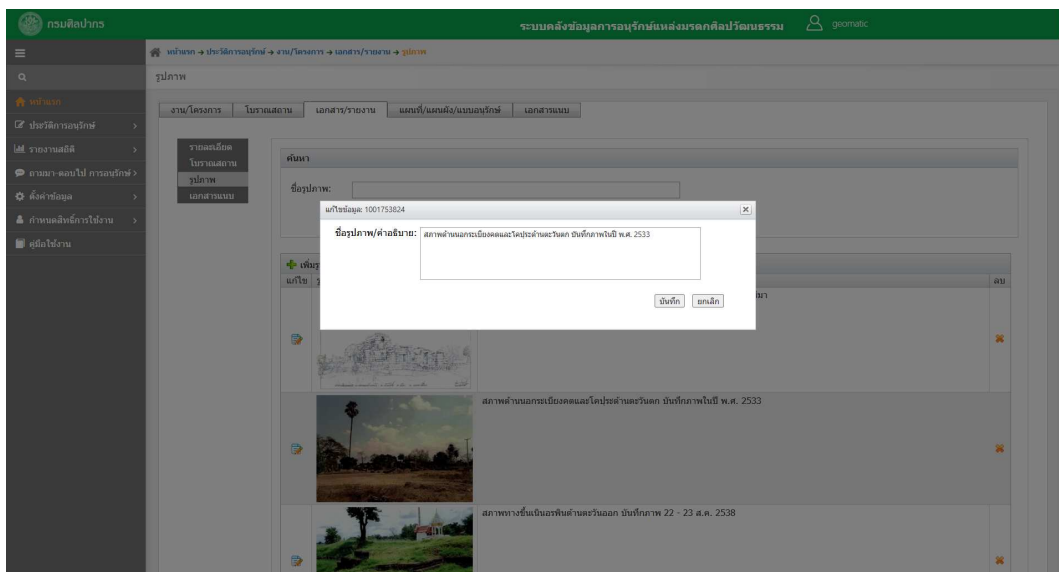 กรมศิลปากร
ระบบคลังข้อมูลการอนุรักษ์แหล่งมรดกศิลปวัฒนธรรม
geomatic
หน้าแรก → ประวัติการอนุรักษ์ → งาน/โครงการ → เอกสาร/รายงาน → รูปภาพ
รูปภาพ
หน้าแรก
ประวัติการอนุรักษ์
รายงานสถิติ
ถามมา-ตอบไป การอนุรักษ์
ตั้งค่าข้อมูล
กำหนดสิทธิ์การใช้งาน
คู่มือใช้งาน
งาน/โครงการ
โบราณสถาน
เอกสาร/รายงาน
แผนที่/แผนผัง/แบบอนุรักษ์
เอกสารแนบ
รายละเอียด
โบราณสถาน
รูปภาพ
เอกสารแนบ
ค้นหา
ชื่อรูปภาพ:
แก้ไขข้อมูล: 1001753824
ชื่อรูปภาพ/คำอธิบาย:
สภาพด้านนอกระเบียงคดและโคปุระด้านตะวันตก บันทึกภาพในปี พ.ศ. 2533
บันทึก
ยกเลิก
แก้ไข
ลบ
สภาพด้านนอกระเบียงคดและโคปุระด้านตะวันตก บันทึกภาพในปี พ.ศ. 2533
สภาพทางขึ้นเนินอรพิมด้านตะวันออก บันทึกภาพ 22 - 23 ส.ค. 2538